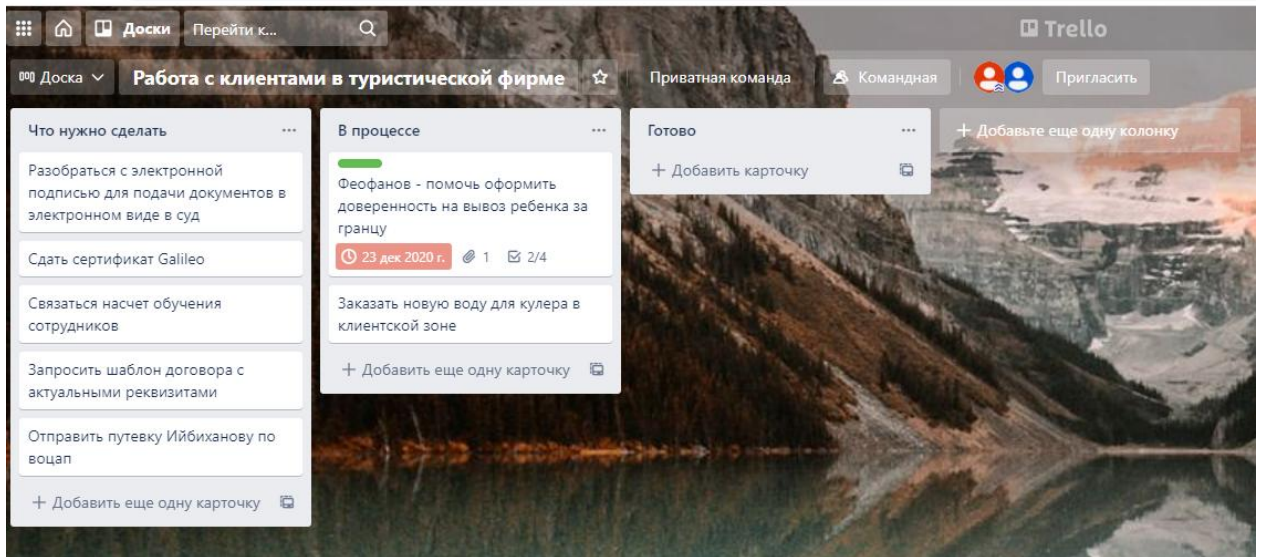 Доски
Перейти к...
Trello
Доска
Работа с клиентами в туристической фирме
Приватная команда
Командная
Пригласить
Что нужно сделать
Разобраться с электронной
подписью для подачи документов в
электронном виде в суд
Сдать сертификат Galileo
Связаться насчет обучения
сотрудников
Запросить шаблон договора с
актуальными реквизитами
Отправить путевку Ийбиханову по
воцап
+ Добавить еще одну карточку
В процессе
Феофанов - помочь оформить
доверенность на вывоз ребенка за
гранцу
23 дек 2020 г. 1 2/4
Заказать новую воду для кулера в
клиентской зоне
+ Добавить еще одну карточку
Готово
+ Добавить карточку
+ Добавьте еще одну колонку